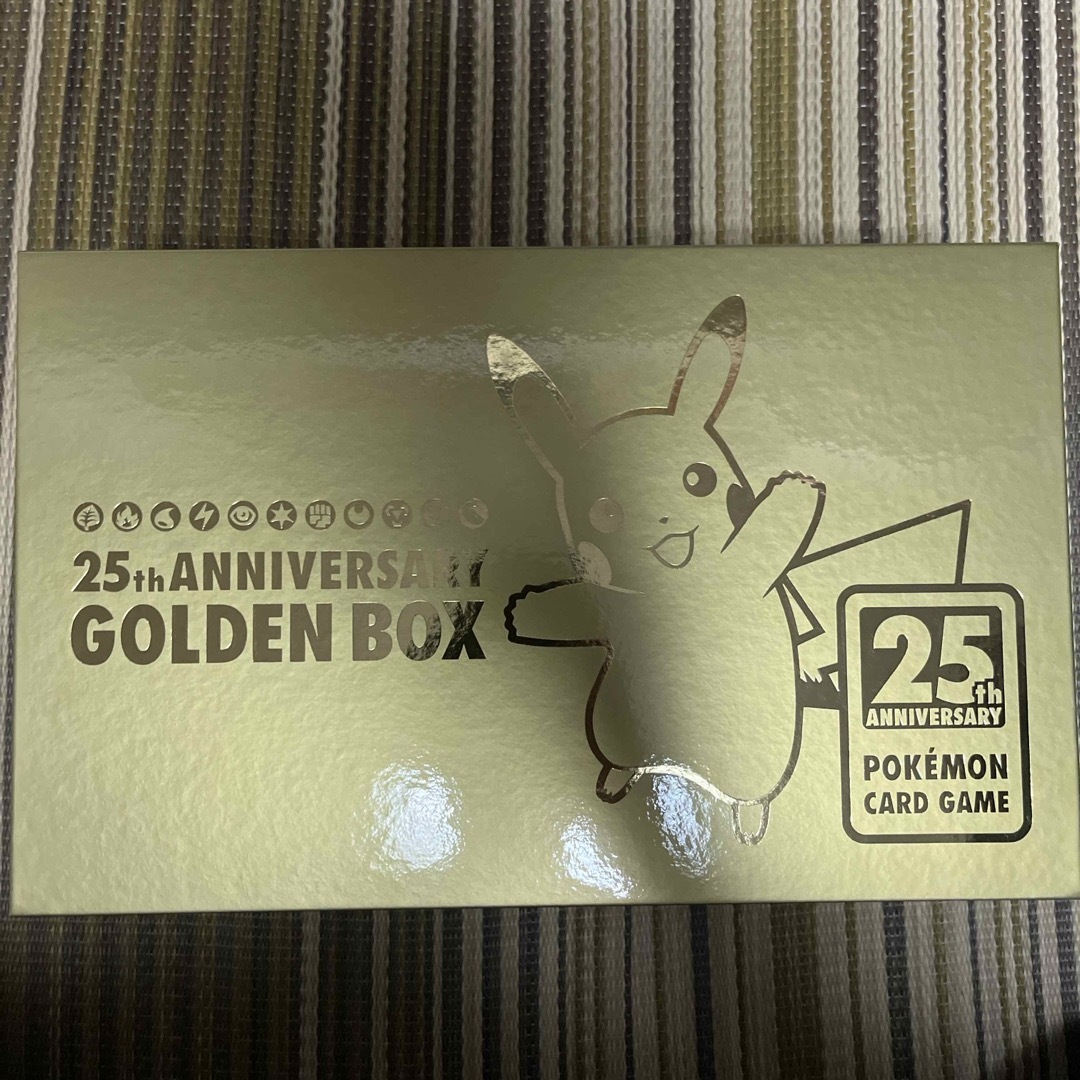 25th ANNIVERSARY
GOLDEN BOX
25th
ANNIVERSARY
POKÉMON
CARD GAME